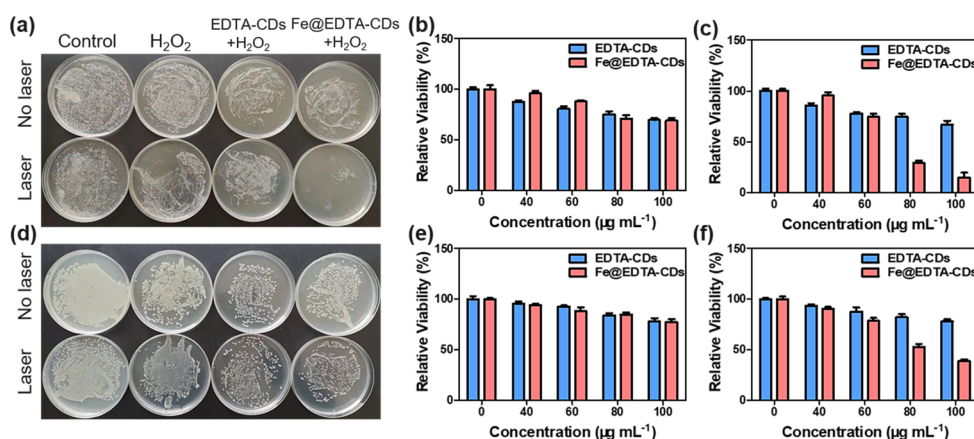 (a)
Control
H₂O₂
EDTA-CDs
+H₂O₂
Fe@EDTA-CDs
+H₂O₂
No laser
Laser
(b)
Relative Viability (%)
150
100
50
0
EDTA-CDs
Fe@EDTA-CDs
0 40 60 80 100
Concentration (µg mL⁻¹)
(c)
Relative Viability (%)
150
100
50
0
EDTA-CDs
Fe@EDTA-CDs
0 40 60 80 100
Concentration (µg mL⁻¹)
(d)
No laser
Laser
(e)
Relative Viability (%)
150
100
50
0
EDTA-CDs
Fe@EDTA-CDs
0 40 60 80 100
Concentration (µg mL⁻¹)
(f)
Relative Viability (%)
150
100
50
0
EDTA-CDs
Fe@EDTA-CDs
0 40 60 80 100
Concentration (µg mL⁻¹)